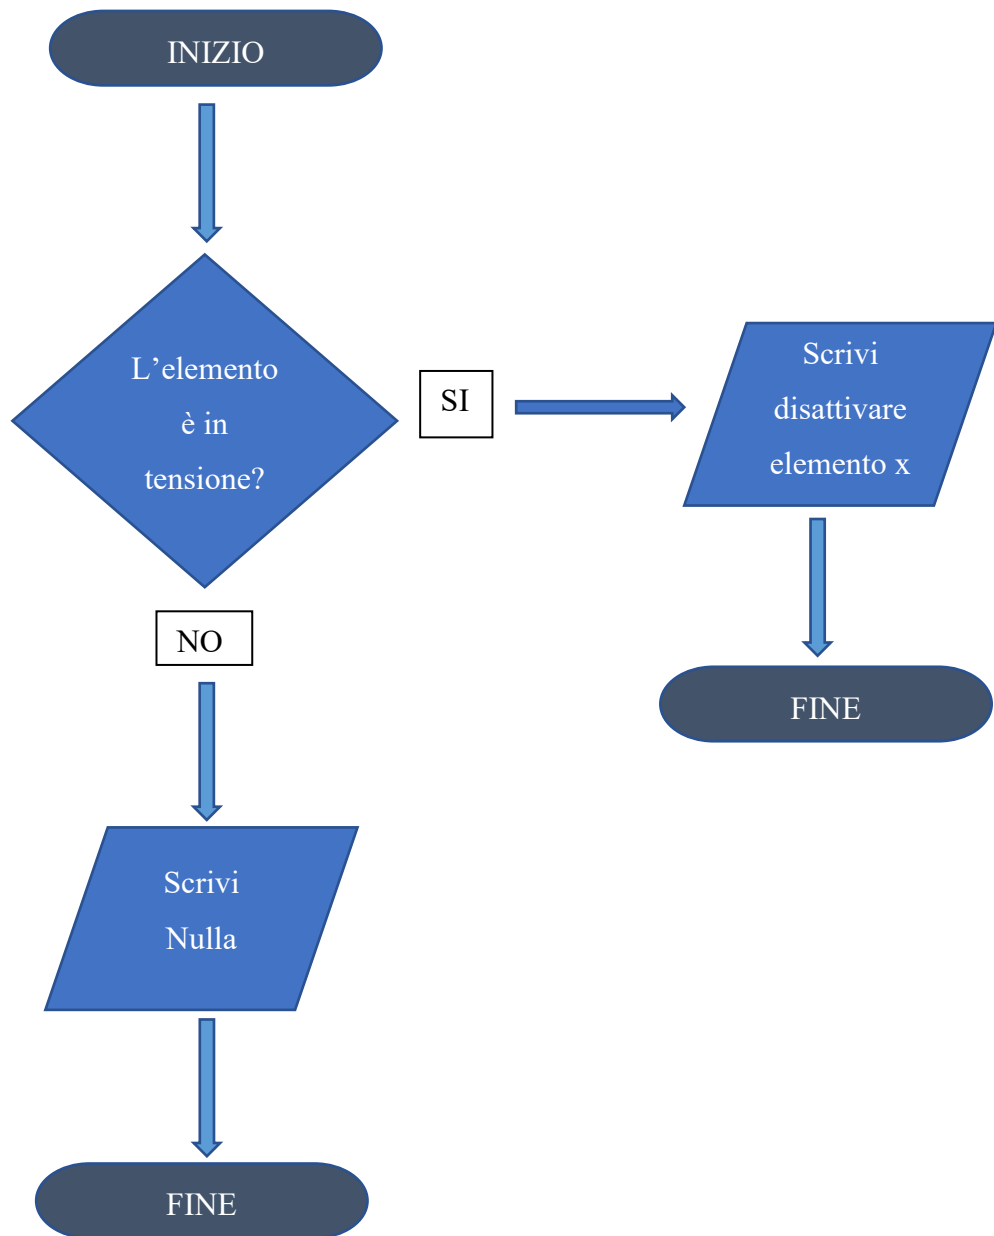 INIZIO
L’elemento
è in
tensione?
SI
Scrivi
disattivare
elemento x
FINE
NO
Scrivi
Nulla
FINE